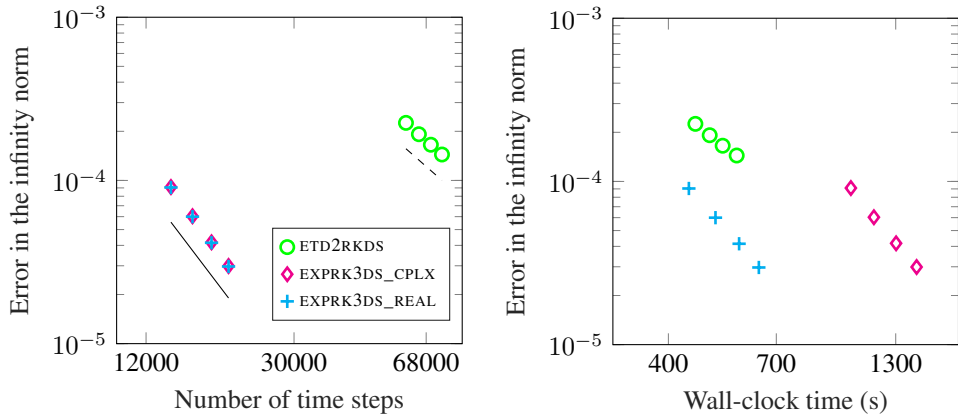 10^-3
10^-4
10^-5
Error in the infinity norm
12000
30000
68000
Number of time steps
ETD2RKDS
EXPRK3DS_CPLX
EXPRK3DS_REAL
10^-3
10^-4
10^-5
Error in the infinity norm
400
700
1300
Wall-clock time (s)